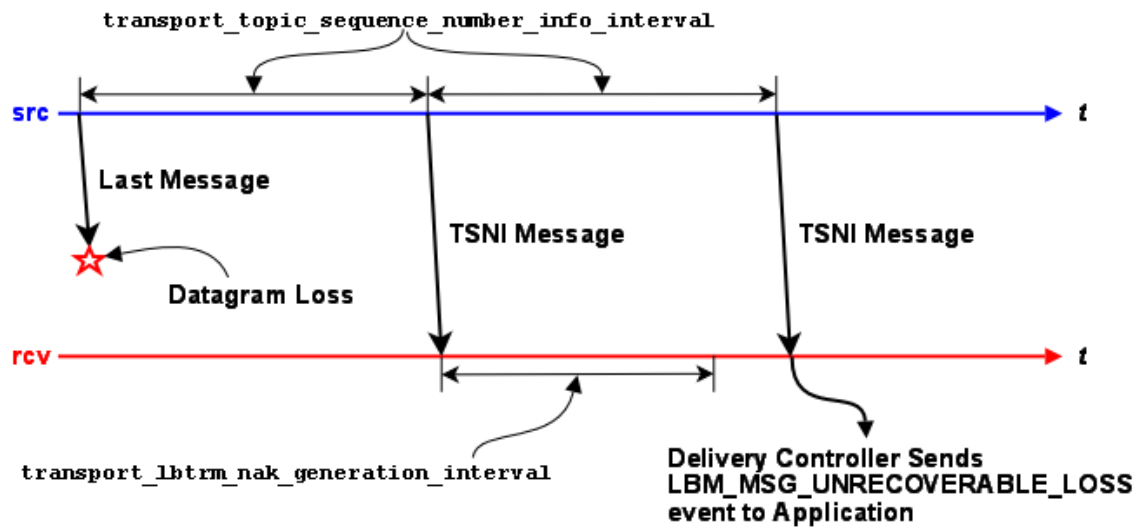 transport_topic_sequence_number_info_interval
src
t
Last Message
TSNI Message
TSNI Message
Datagram Loss
rcv
t
transport_lbtrm_nak_generation_interval
Delivery Controller Sends
LBM_MSG_UNRECOVERABLE_LOSS
event to Application